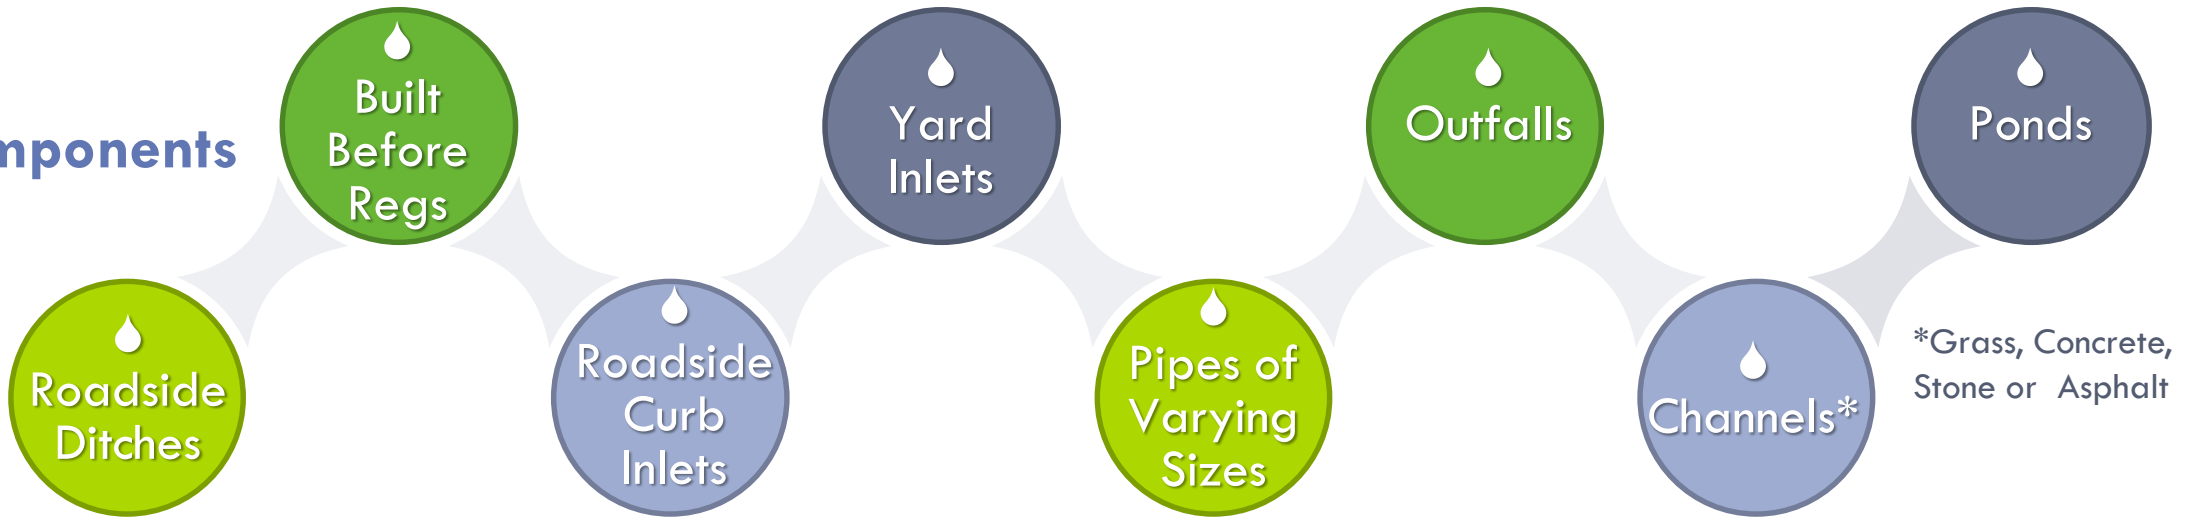 mponents
Roadside
Ditches
Built
Before
Regs
Roadside
Curb
Inlets
Yard
Inlets
Pipes of
Varying
Sizes
Outfalls
Channels*
Ponds
*Grass, Concrete,
Stone or  Asphalt